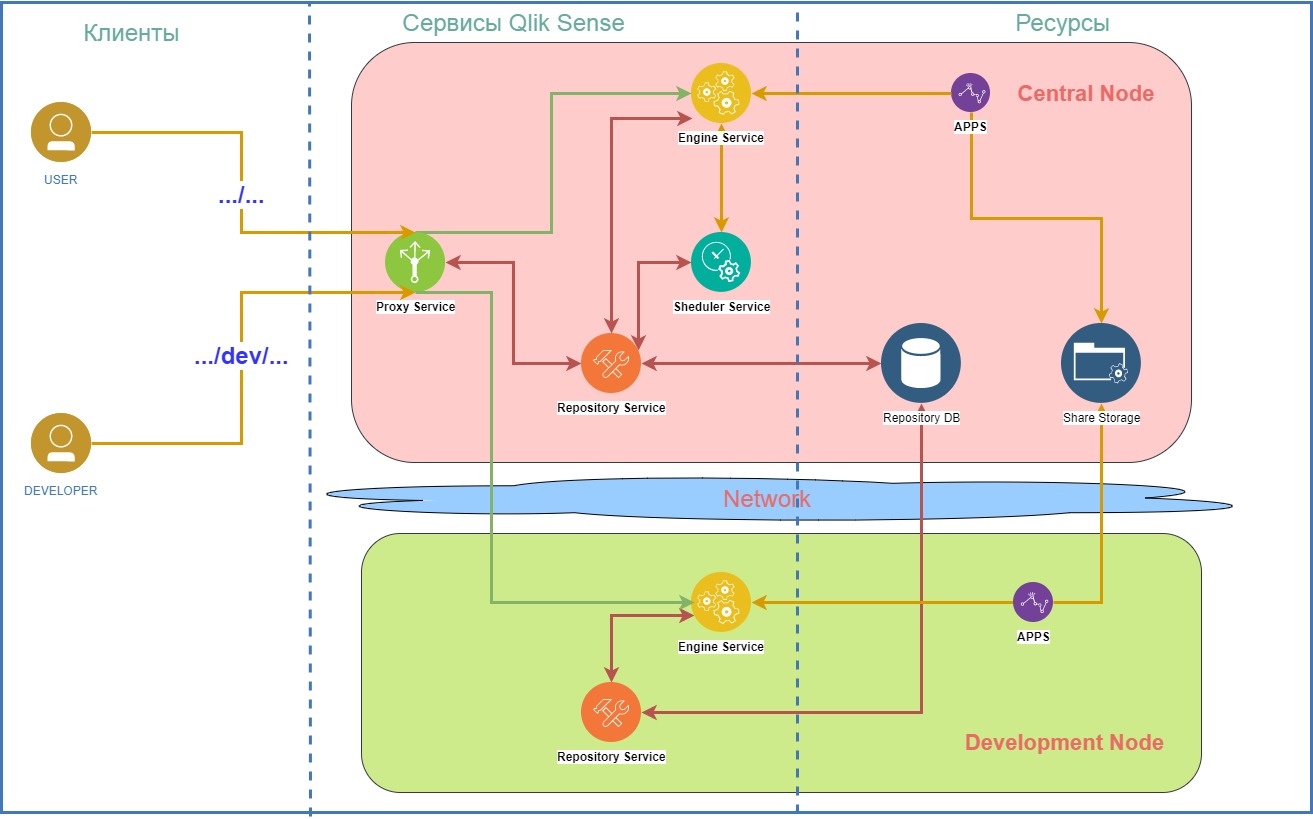 Клиенты
Сервисы Qlik Sense
Ресурсы
Central Node
Engine Service
APPS
USER
.../...
Proxy Service
Sheduler Service
.../dev/...
Repository Service
Repository DB
Share Storage
DEVELOPER
Network
Engine Service
APPS
Repository Service
Development Node